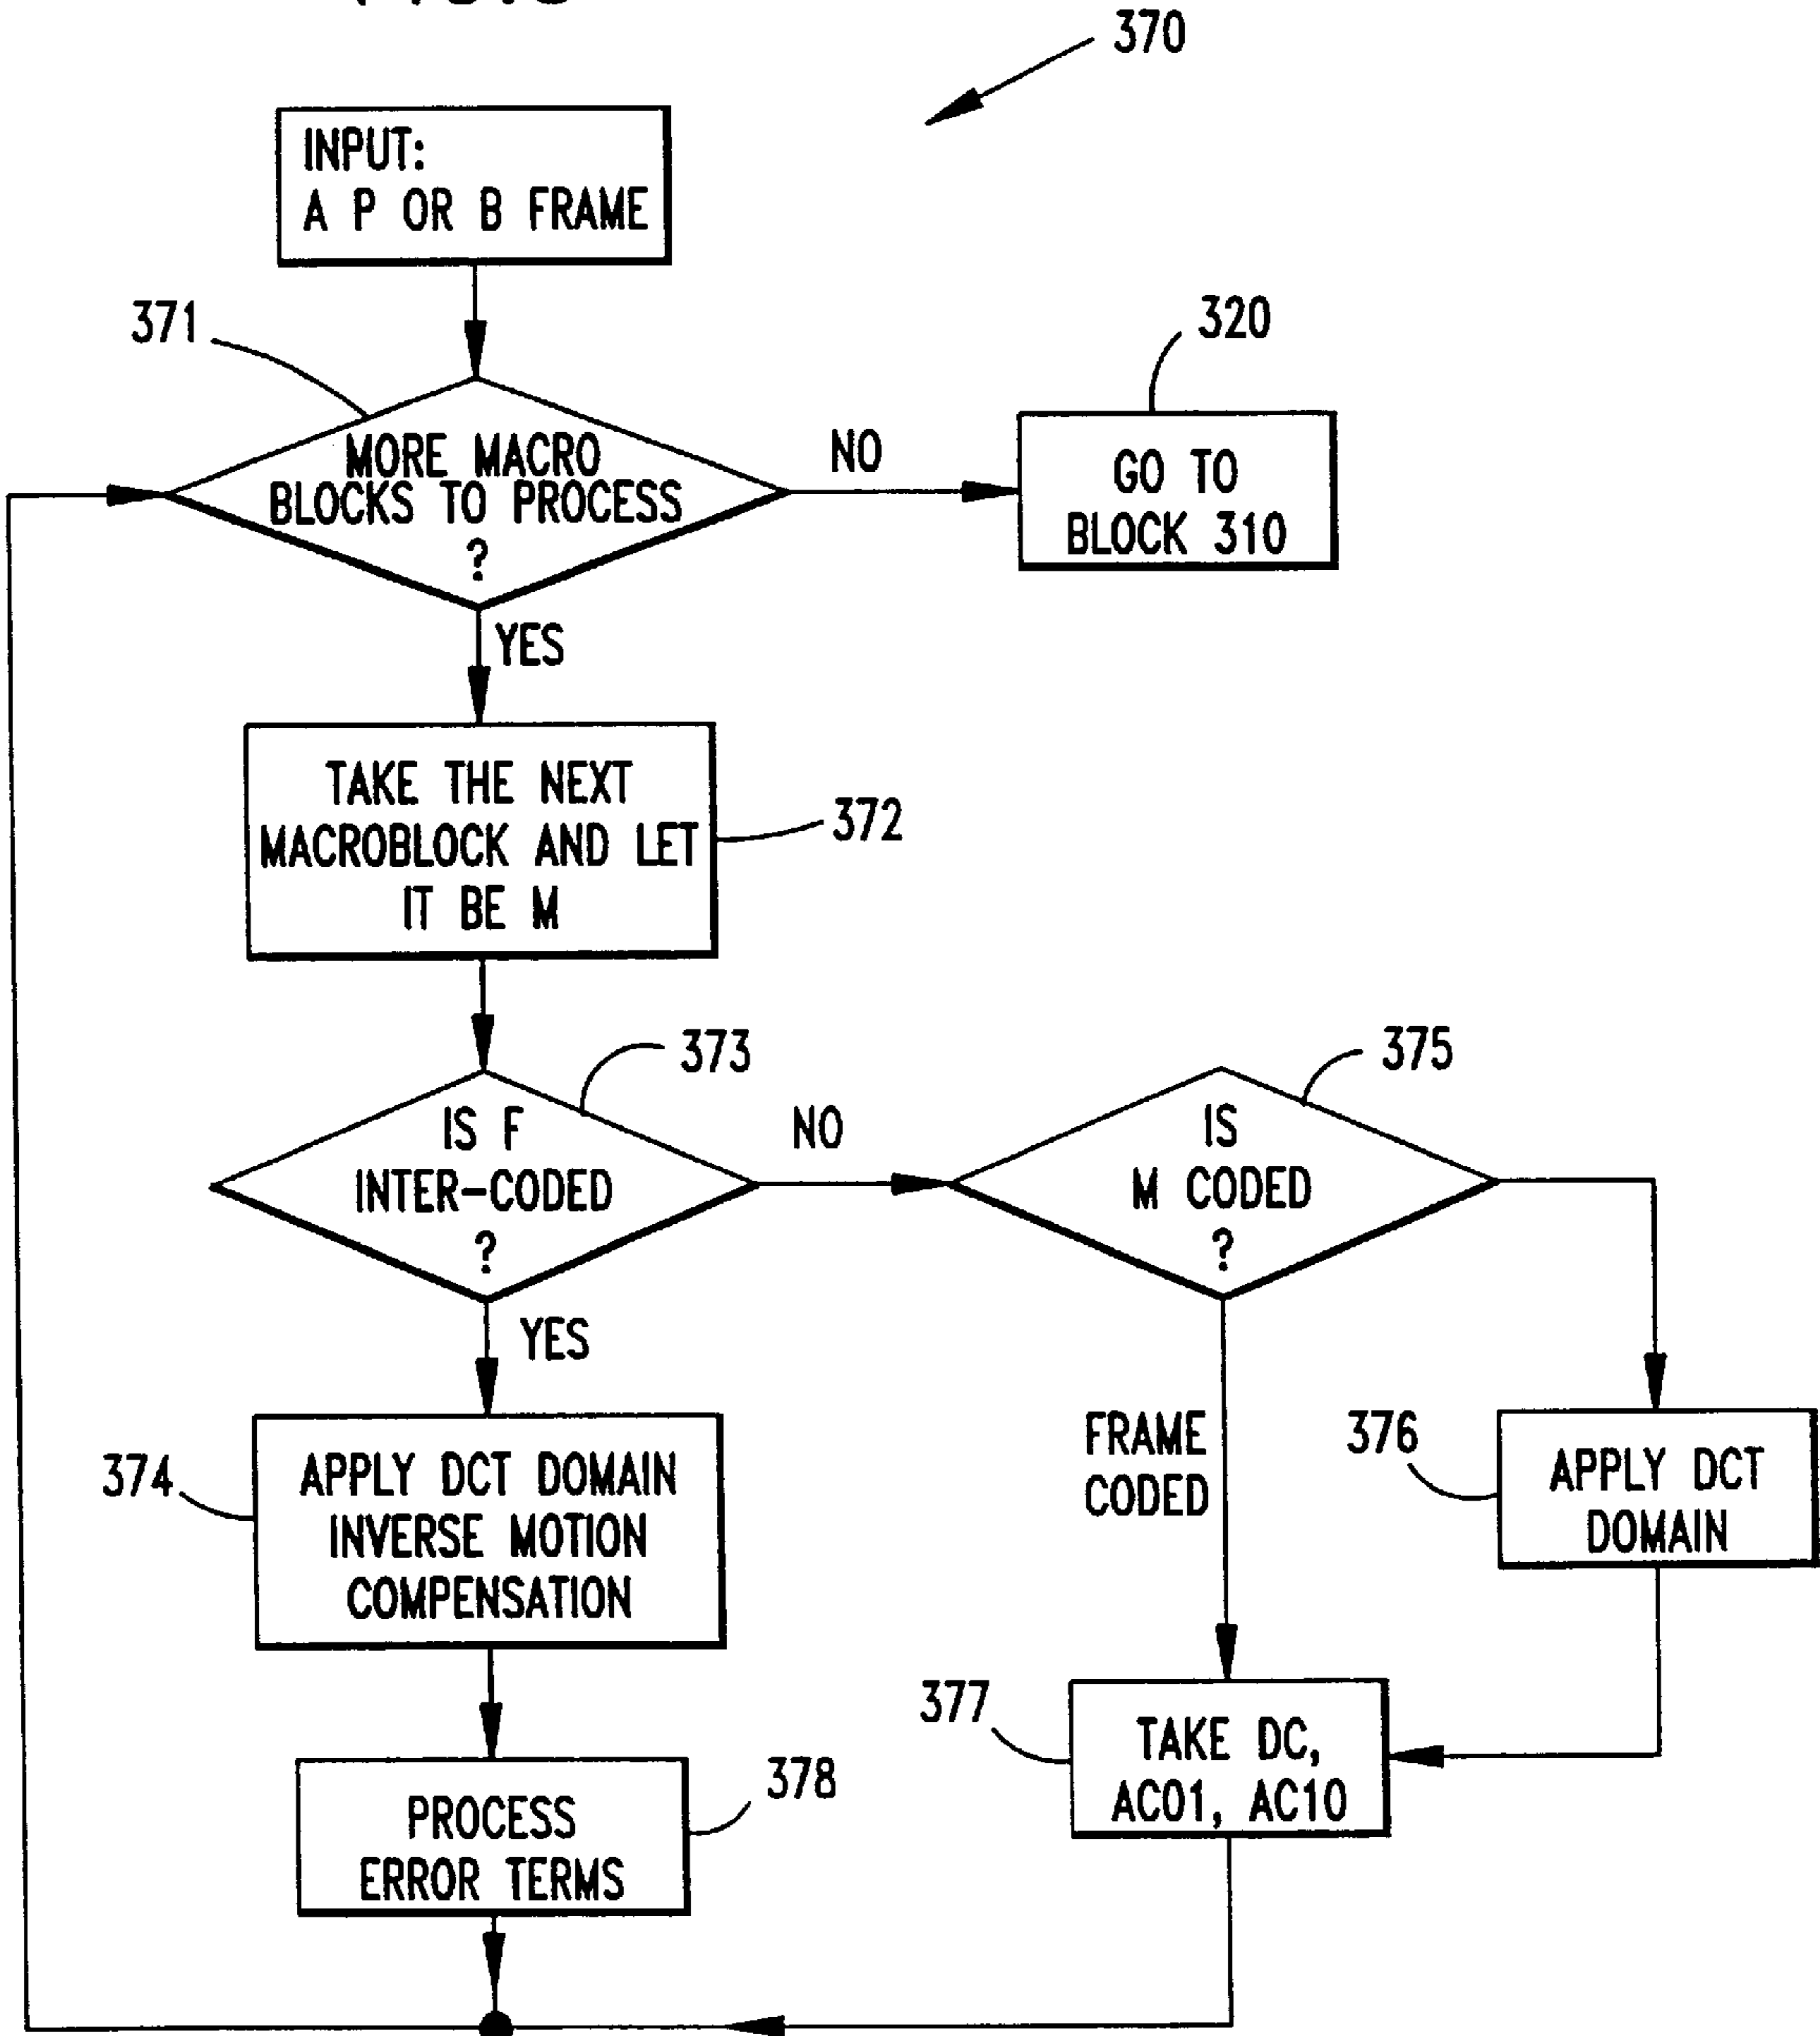 370
INPUT:
A P OR B FRAME
371
320
MORE MACRO
BLOCKS TO PROCESS
?
NO
GO TO
BLOCK 310
YES
TAKE THE NEXT
MACROBLOCK AND LET
IT BE M
372
373
375
IS F
INTER-CODED
?
NO
IS
M CODED
?
YES
FRAME
CODED
374
APPLY DCT DOMAIN
INVERSE MOTION
COMPENSATION
376
APPLY DCT
DOMAIN
377
TAKE DC,
AC01, AC10
378
PROCESS
ERROR TERMS